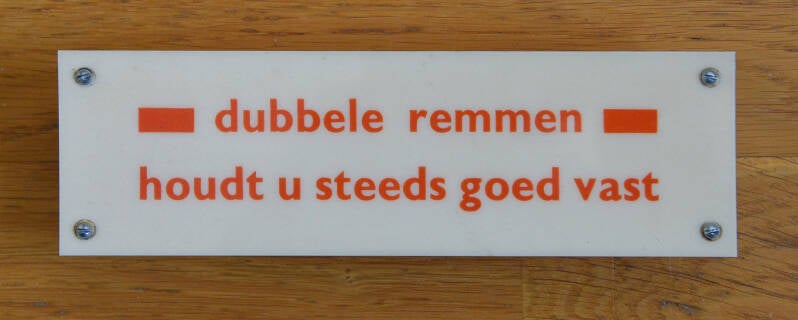 dubbele remmen
houdt u steeds goed vast